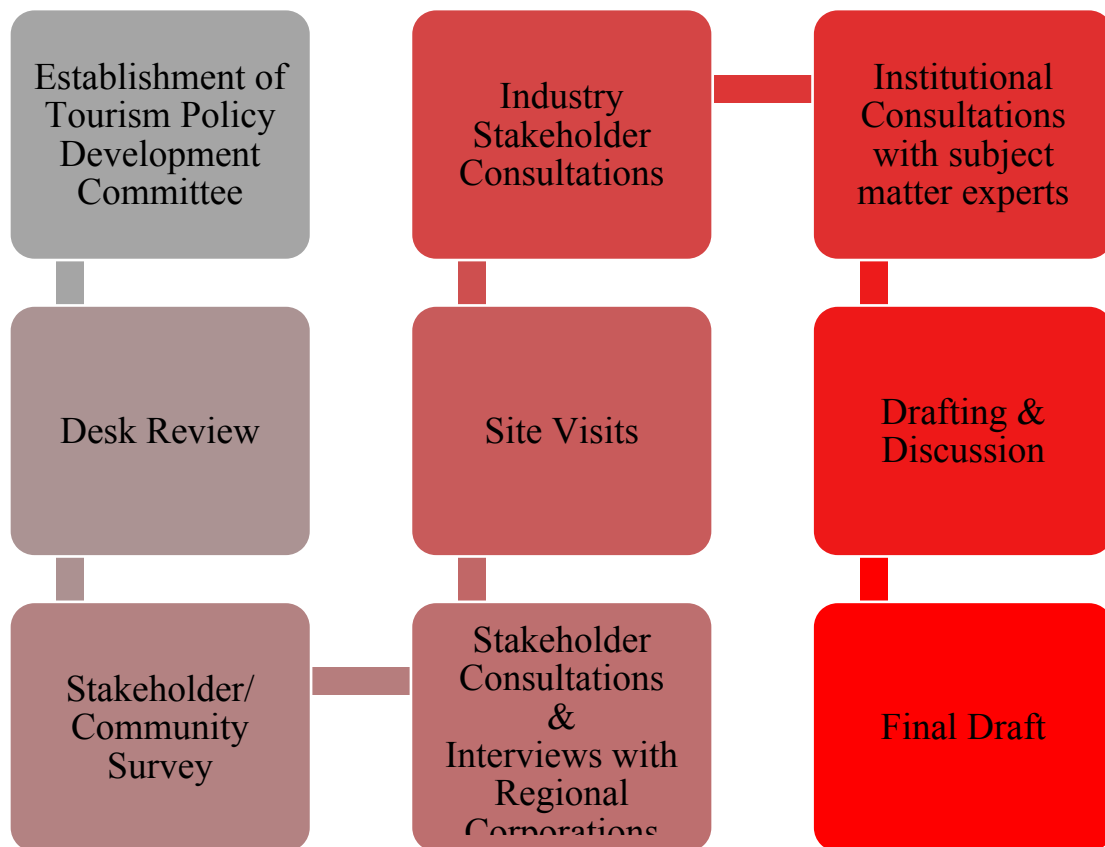 Establishment of
Tourism Policy
Development
Committee
Desk Review
Stakeholder/
Community
Survey
Stakeholder
Consultations
&
Interviews with
Regional
Corporations
Site Visits
Industry
Stakeholder
Consultations
Institutional
Consultations
with subject
matter experts
Drafting &
Discussion
Final Draft